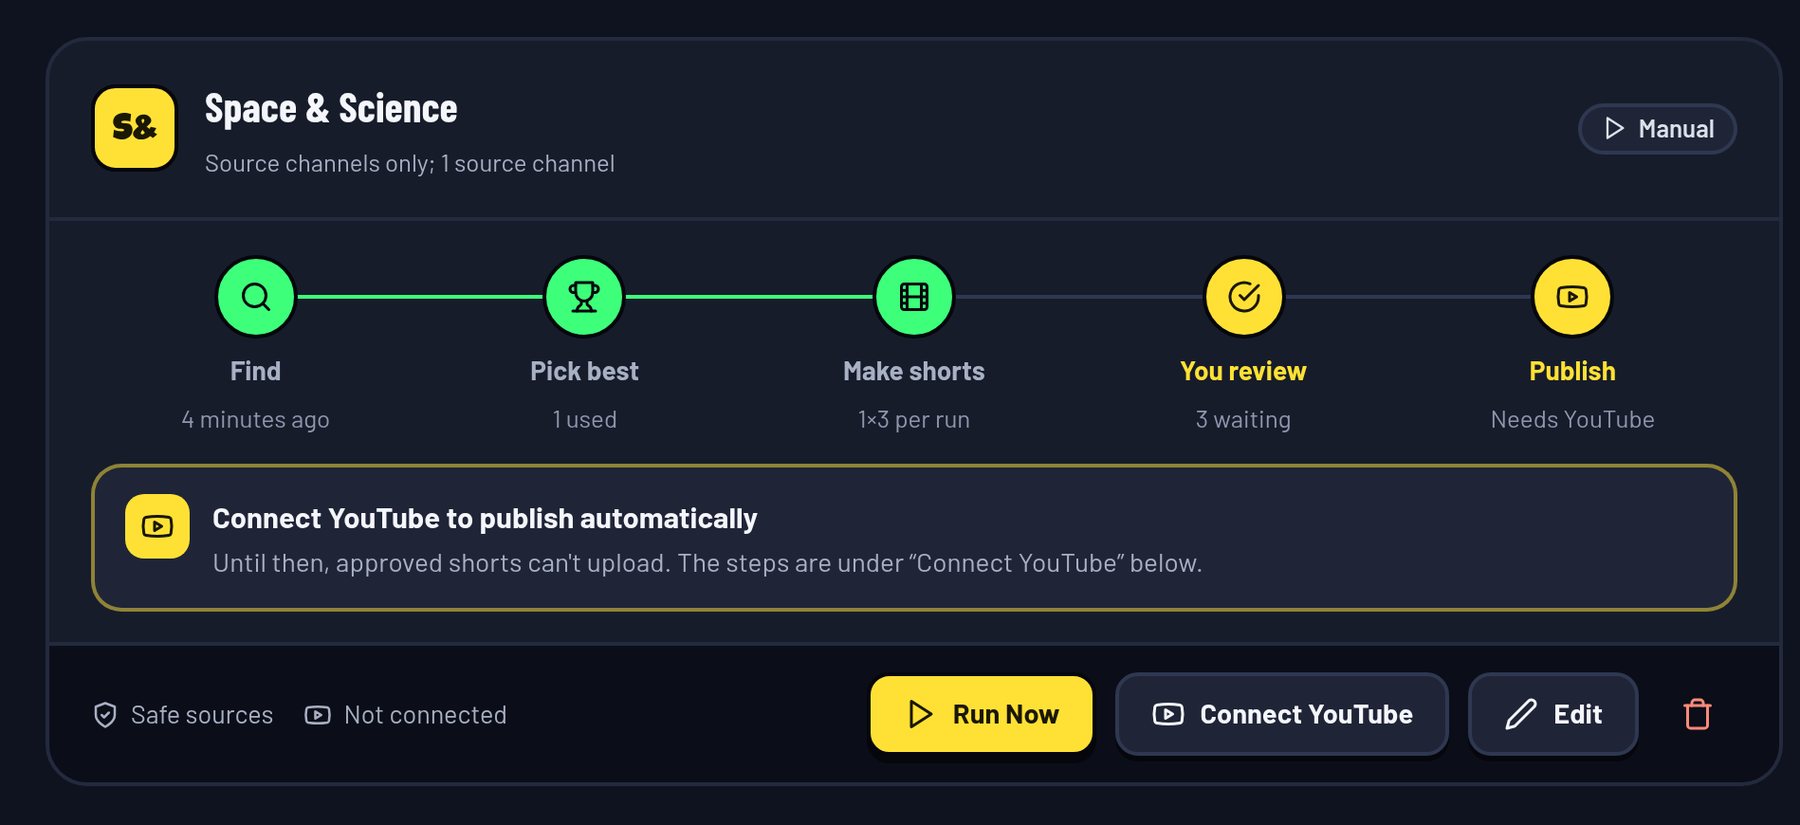 S&
Space & Science
Source channels only; 1 source channel
Manual
Find
4 minutes ago
Pick best
1 used
Make shorts
1×3 per run
You review
3 waiting
Publish
Needs YouTube
Connect YouTube to publish automatically
Until then, approved shorts can't upload. The steps are under “Connect YouTube” below.
Safe sources
Not connected
Run Now
Connect YouTube
Edit